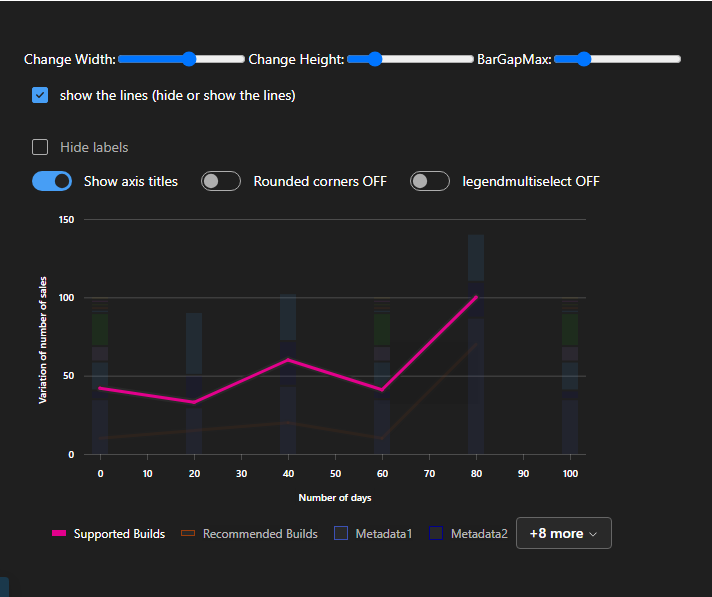 Change Width: Change Height: BarGapMax:
show the lines (hide or show the lines)
Hide labels
Show axis titles Rounded corners OFF legendmultiselect OFF
150
100
50
0
Variation of number of sales
0 10 20 30 40 50 60 70 80 90 100
Number of days
Supported Builds Recommended Builds Metadata1 Metadata2 +8 more